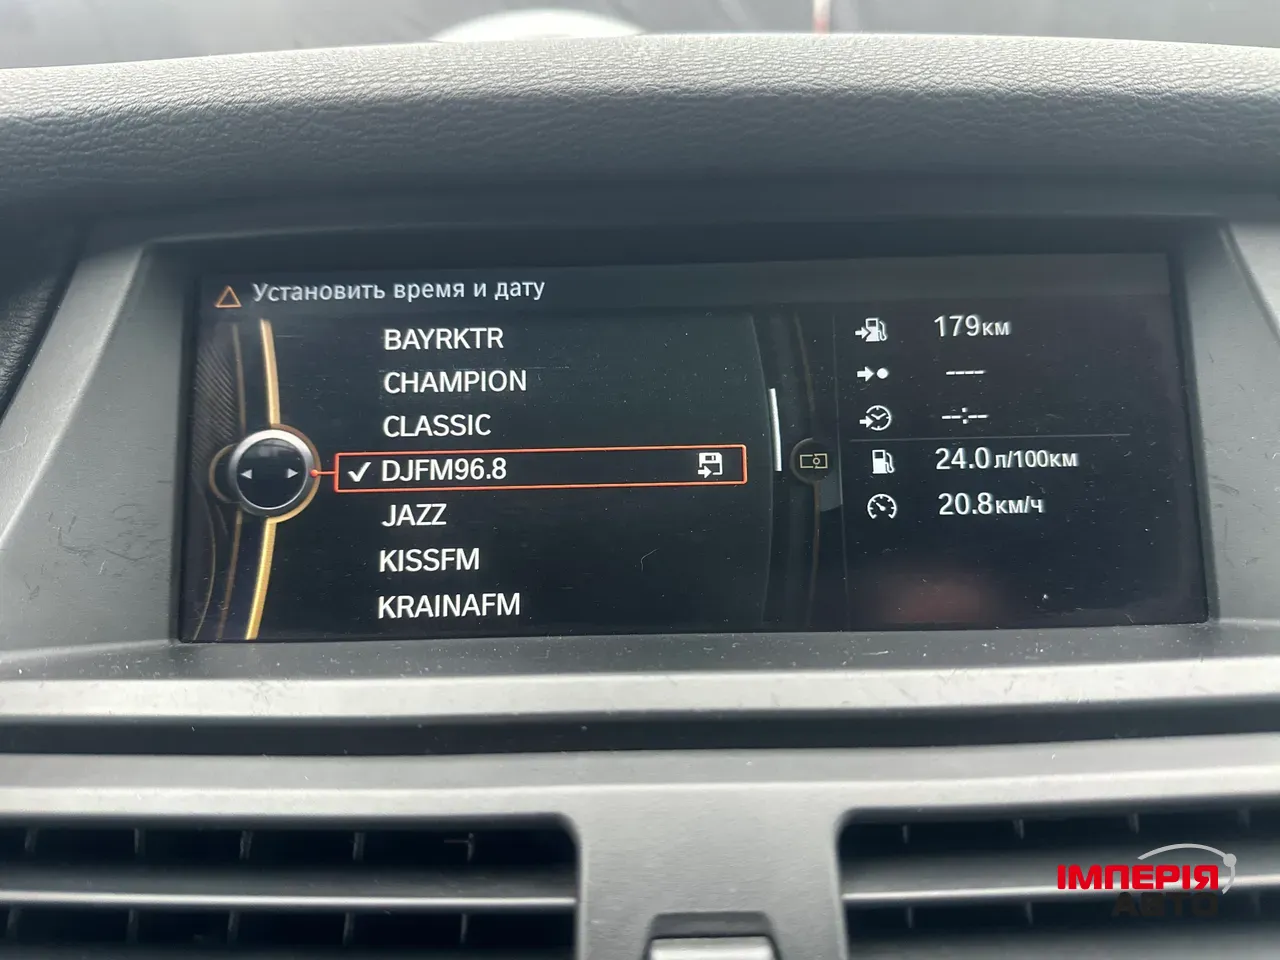 Установить время и дату
BAYRKTR
CHAMPION
CLASSIC
DJFM96.8
JAZZ
KISSFM
KRAINAFM
179км
----
--:--
24.0л/100км
20.8км/ч
ІМПЕРІЯ
АВТО